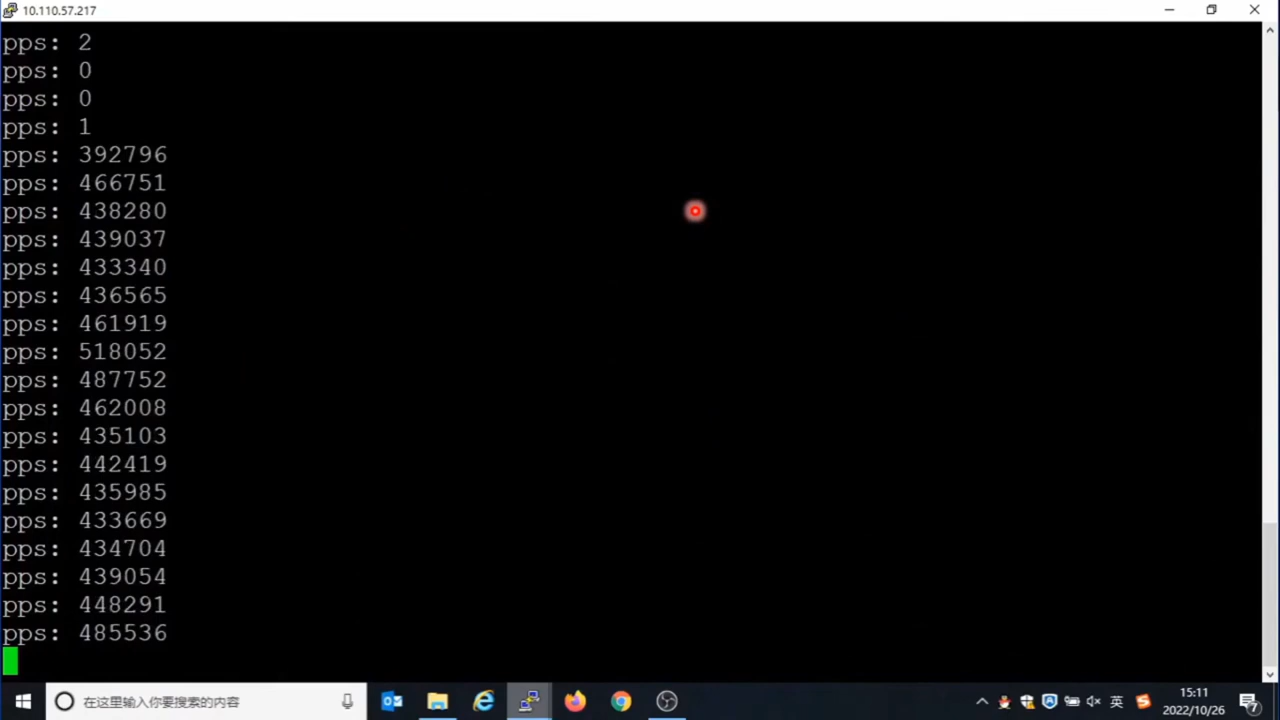 10.110.57.217
pps: 2
pps: 0
pps: 0
pps: 1
pps: 392796
pps: 466751
pps: 438280
pps: 439037
pps: 433340
pps: 436565
pps: 461919
pps: 518052
pps: 487752
pps: 462008
pps: 435103
pps: 442419
pps: 435985
pps: 433669
pps: 434704
pps: 439054
pps: 448291
pps: 485536
在这里输入你要搜索的内容
英
15:11
2022/10/26
7